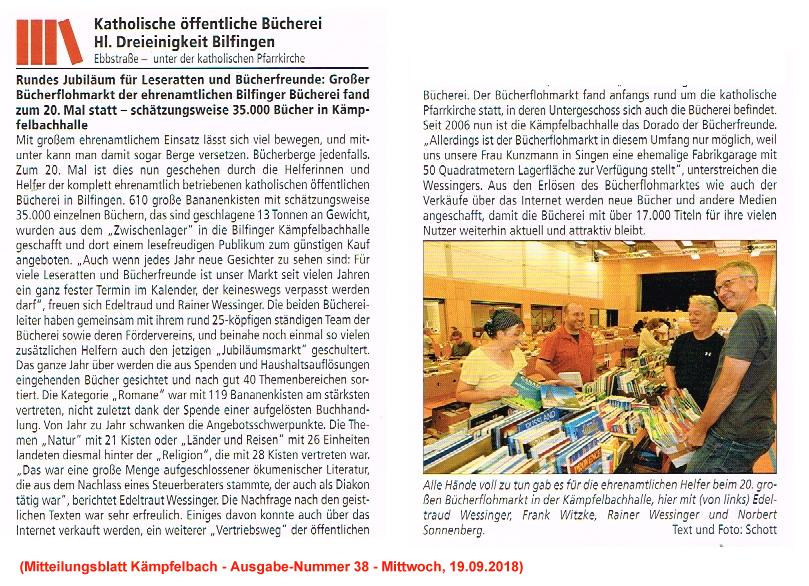 Katholische öffentliche Bücherei
Hl. Dreieinigkeit Bilfingen
Ebbstraße – unter der katholischen Pfarrkirche
Rundes Jubiläum für Leseratten und Bücherfreunde: Großer
Bücherflohmarkt der ehrenamtlichen Bilfinger Bücherei fand
zum 20. Mal statt – schätzungsweise 35.000 Bücher in Kämp-
felbachhalle
Mit großem ehrenamtlichem Einsatz lässt sich viel bewegen, und mit-
unter kann man damit sogar Berge versetzen. Bücherberge jedenfalls.
Zum 20. Mal ist dies nun geschehen durch die Helferinnen und
Helfer der komplett ehrenamtlich betriebenen katholischen öffentlichen
Bücherei in Bilfingen. 610 große Bananenkisten mit schätzungsweise
35.000 einzelnen Büchern, das sind geschlagene 13 Tonnen an Gewicht,
wurden aus dem „Zwischenlager“ in die Bilfinger Kämpfelbachhalle
geschafft und dort einem lesefreudigen Publikum zum günstigen Kauf
angeboten. „Auch wenn jedes Jahr neue Gesichter zu sehen sind: Für
viele Leseratten und Bücherfreunde ist unser Markt seit vielen Jahren
ein ganz fester Termin im Kalender, der keineswegs verpasst werden
darf“, freuen sich Edeltraud und Rainer Wessinger. Die beiden Bücherei-
leiter haben gemeinsam mit ihrem rund 25-köpfigen ständigen Team der
Bücherei sowie deren Fördervereins, und beinahe noch einmal so vielen
zusätzlichen Helfern auch den jetzigen „Jubiläumsmarkt“ geschultert.
Das ganze Jahr über werden die aus Spenden und Haushaltsauflösungen
eingehenden Bücher gesichtet und nach gut 40 Themenbereichen sor-
tiert. Die Kategorie „Romane“ war mit 119 Bananenkisten am stärksten
vertreten, nicht zuletzt dank der Spende einer aufgelösten Buchhand-
lung. Von Jahr zu Jahr schwanken die Angebotsschwerpunkte. Die The-
men „Natur“ mit 21 Kisten oder „Länder und Reisen“ mit 26 Einheiten
landeten diesmal hinter der „Religion“, die mit 28 Kisten vertreten war.
„Das war eine große Menge aufgeschlossener ökumenischer Literatur,
die aus dem Nachlass eines Steuerberaters stammte, der auch als Diakon
tätig war“, berichtet Edeltraut Wessinger. Die Nachfrage nach den geist-
lichen Texten war sehr erfreulich. Einiges davon konnte auch über das
Internet verkauft werden, ein weiterer „Vertriebsweg“ der öffentlichen
Bücherei. Der Bücherflohmarkt fand anfangs rund um die katholische
Pfarrkirche statt, in deren Untergeschoss sich auch die Bücherei befindet.
Seit 2006 nun ist die Kämpfelbachhalle das Dorado der Bücherfreunde.
„Allerdings ist der Bücherflohmarkt in diesem Umfang nur möglich, weil
uns unsere Frau Kunzmann in Singen eine ehemalige Fabrikgarage mit
50 Quadratmetern Lagerfläche zur Verfügung stellt“, unterstreichen die
Wessingers. Aus den Erlösen des Bücherflohmarktes wie auch der
Verkäufe über das Internet werden neue Bücher und andere Medien
angeschafft, damit die Bücherei mit über 17.000 Titeln für ihre vielen
Nutzer weiterhin aktuell und attraktiv bleibt.
Alle Hände voll zu tun gab es für die ehrenamtlichen Helfer beim 20. gro-
ßen Bücherflohmarkt in der Kämpfelbachhalle, hier mit (von links) Edel-
traud Wessinger, Frank Witzke, Rainer Wessinger und Norbert
Sonnenberg. Text und Foto: Schott
(Mitteilungsblatt Kämpfelbach - Ausgabe-Nummer 38 - Mittwoch, 19.09.2018)